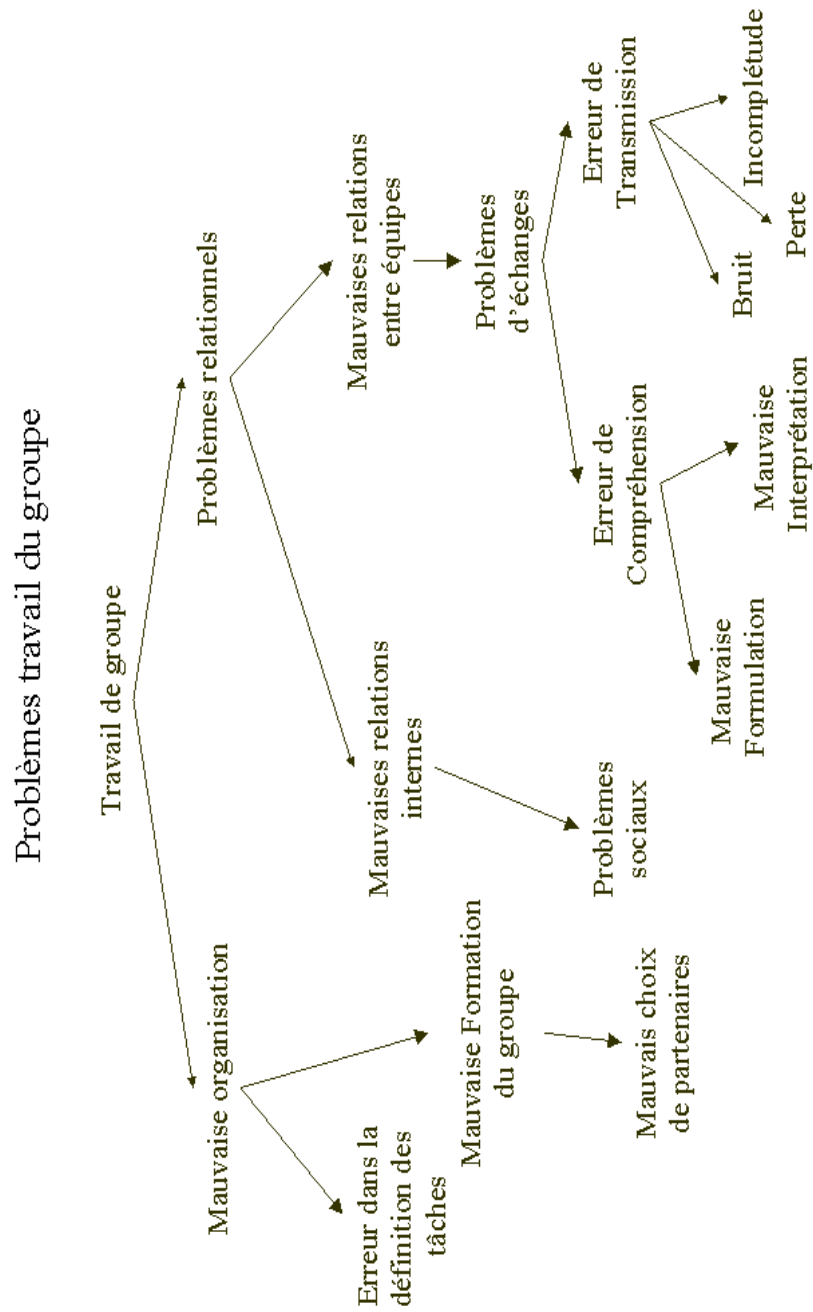 Problèmes travail du groupe
Travail de groupe
Mauvaise organisation
Problèmes relationnels
Erreur dans la
définition des
tâches
Mauvaise Formation
du groupe
Mauvaises relations
internes
Mauvaises relations
entre équipes
Mauvais choix
de partenaires
Problèmes
sociaux
Problèmes
d'échanges
Erreur de
Compréhension
Erreur de
Transmission
Mauvaise
Formulation
Mauvaise
Interprétation
Bruit
Perte
Incomplétude